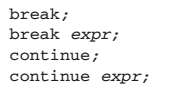 break;
break expr;
continue;
continue expr;